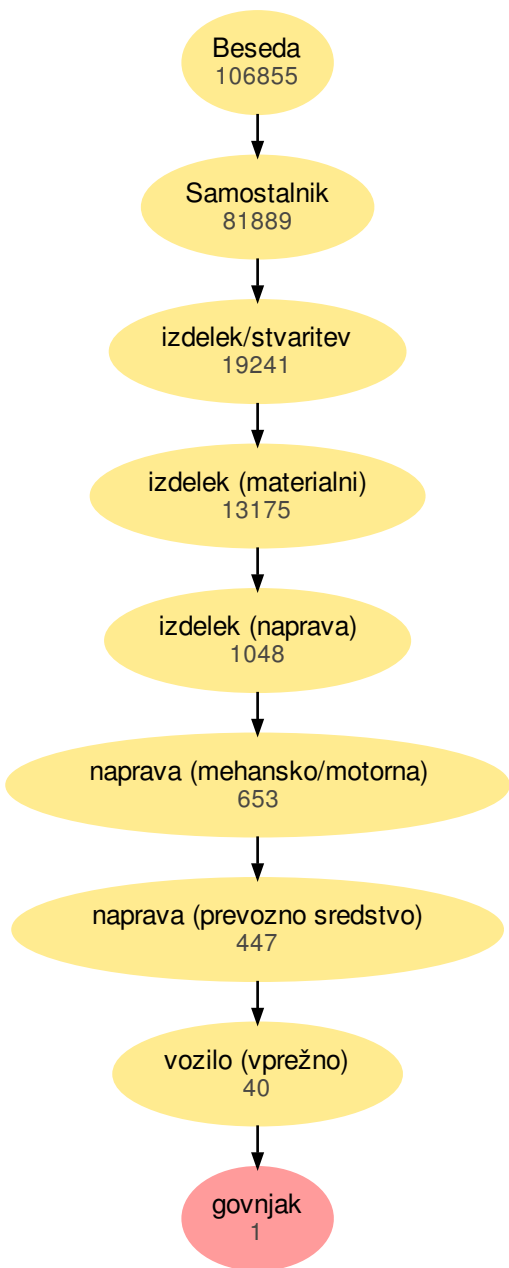 Beseda
106855
Samostalnik
81889
izdelek/stvaritev
19241
izdelek (materialni)
13175
izdelek (naprava)
1048
naprava (mehansko/motorna)
653
naprava (prevozno sredstvo)
447
vozilo (vprežno)
40
govnjak
1